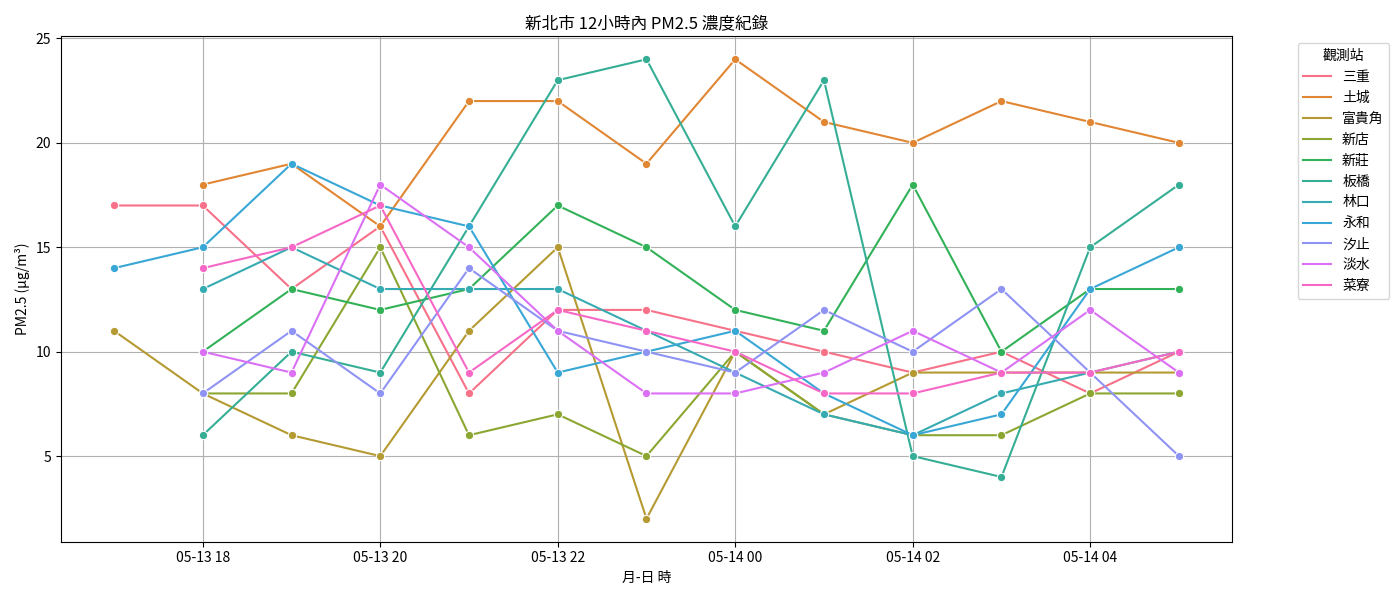 新北市 12小時內 PM2.5 濃度紀錄
25
20
15
10
5
PM2.5 (μg/m³)
05-13 18
05-13 20
05-13 22
05-14 00
05-14 02
05-14 04
月-日 時
觀測站
三重
土城
富貴角
新店
新莊
板橋
林口
永和
汐止
淡水
菜寮